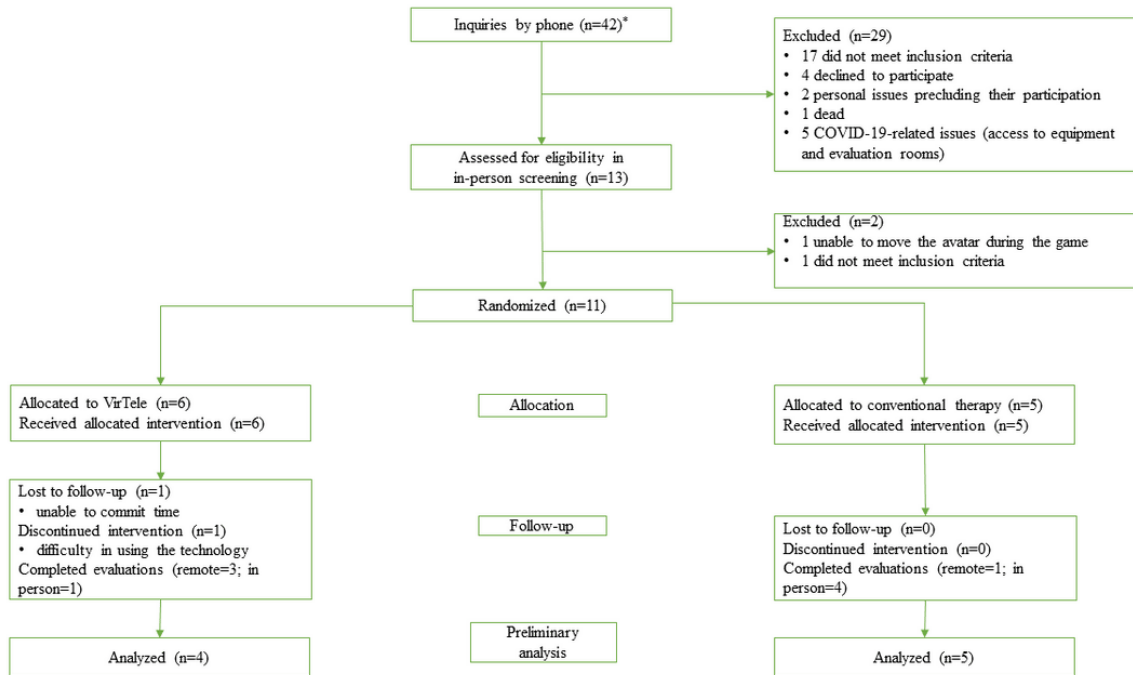 Inquiries by phone (n=42)*
Excluded (n=29)
• 17 did not meet inclusion criteria
• 4 declined to participate
• 2 personal issues precluding their participation
• 1 dead
• 5 COVID-19-related issues (access to equipment
and evaluation rooms)
Assessed for eligibility in
in-person screening (n=13)
Excluded (n=2)
• 1 unable to move the avatar during the game
• 1 did not meet inclusion criteria
Randomized (n=11)
Allocated to VirTele (n=6)
Received allocated intervention (n=6)
Allocation
Allocated to conventional therapy (n=5)
Received allocated intervention (n=5)
Lost to follow-up (n=1)
• unable to commit time
Discontinued intervention (n=1)
• difficulty in using the technology
Completed evaluations (remote=3; in
person=1)
Follow-up
Lost to follow-up (n=0)
Discontinued intervention (n=0)
Completed evaluations (remote=1; in
person=4)
Analyzed (n=4)
Preliminary
analysis
Analyzed (n=5)